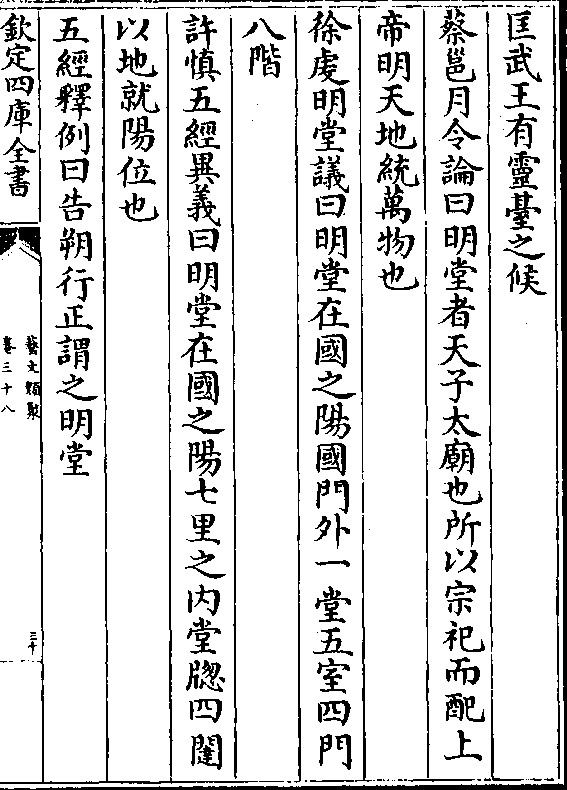 匡武王有靈臺之候
蔡邕月令論曰明堂者天子太廟也所以宗祀而配上
帝明天地統萬物也
徐虔明堂議曰明堂在國之陽國門外一堂五室四門
八階
許慎五經異義曰明堂在國之陽七里之内堂牎四闥
以地就陽位也
五經釋例曰告朔行正謂之明堂
欽定四庫全書
藝文類聚
卷三十八
三十